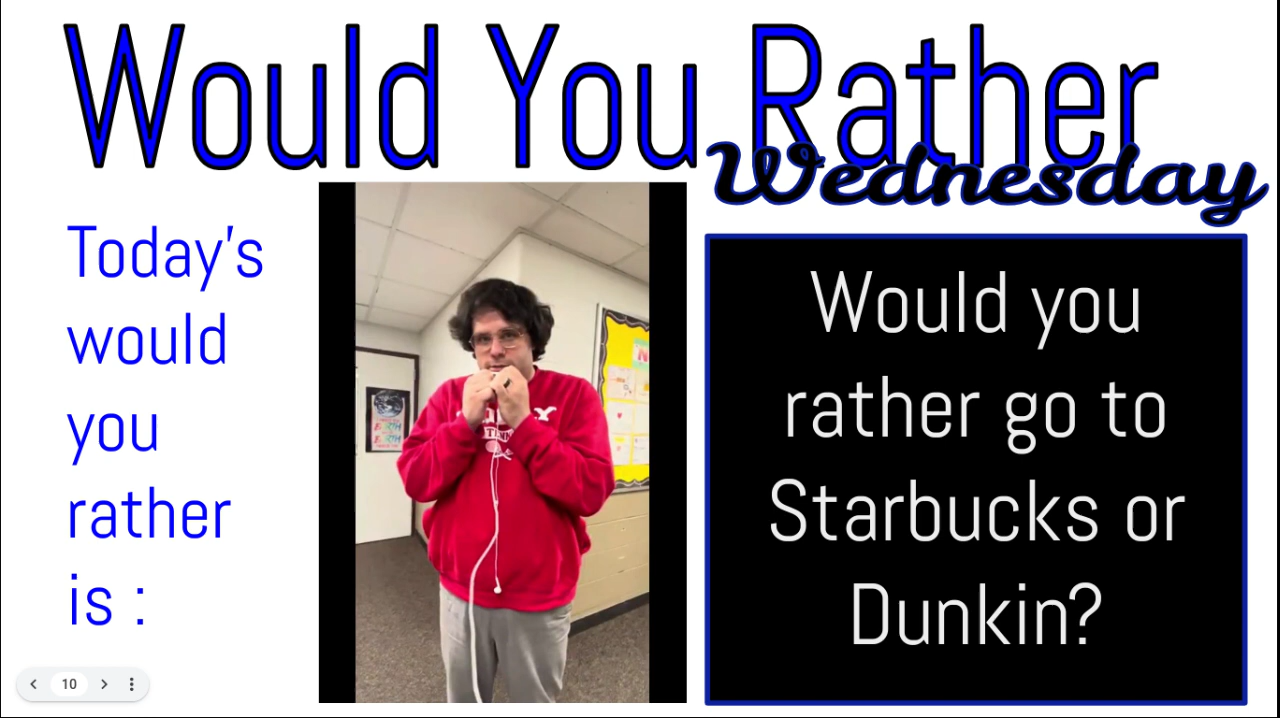 Would You Rather
Wednesday
Today's
would
you
rather
is :
Would you
rather go to
Starbucks or
Dunkin?
10